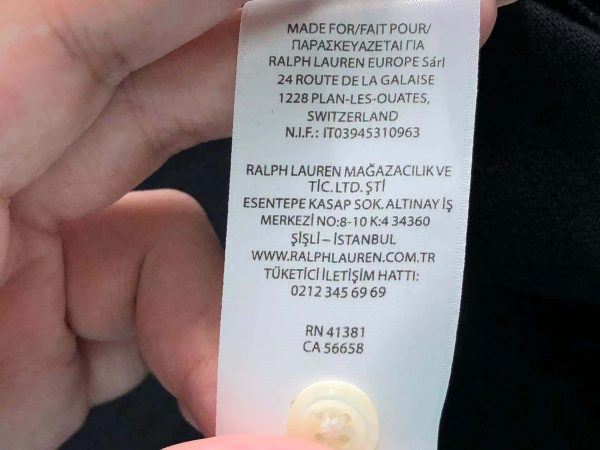 MADE FOR/FAIT POUR/
ΠΑΡΑΣΚΕΥΑΖΕΤΑΙ ΓΙΑ
RALPH LAUREN EUROPE Sárl
24 ROUTE DE LA GALAISE
1228 PLAN-LES-OUATES,
SWITZERLAND
N.I.F.: IT03945310963
RALPH LAUREN MAĞAZACILIK VE
TİC. LTD. ŞTİ
ESENTEPE KASAP SOK. ALTINAY İŞ
MERKEZİ NO:8-10 K:4 34360
ŞİŞLİ – İSTANBUL
WWW.RALPHLAUREN.COM.TR
TÜKETİCİ İLETİŞİM HATTI:
0212 345 69 69
RN 41381
CA 56658